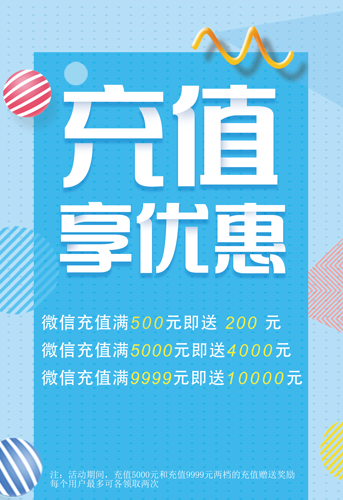 充值
享优惠
微信充值满500元即送 200 元
微信充值满5000元即送4000元
微信充值满9999元即送10000元
注：活动期间，充值5000元和充值9999元两档的充值赠送奖励
每个用户最多可各领取两次